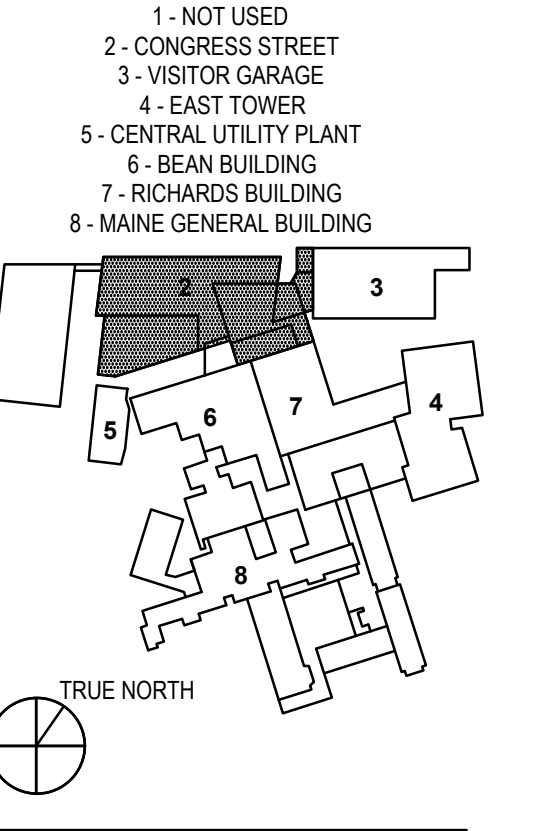 1 - NOT USED
2 - CONGRESS STREET
3 - VISITOR GARAGE
4 - EAST TOWER
5 - CENTRAL UTILITY PLANT
6 - BEAN BUILDING
7 - RICHARDS BUILDING
8 - MAINE GENERAL BUILDING
2
3
4
7
6
5
8
TRUE NORTH